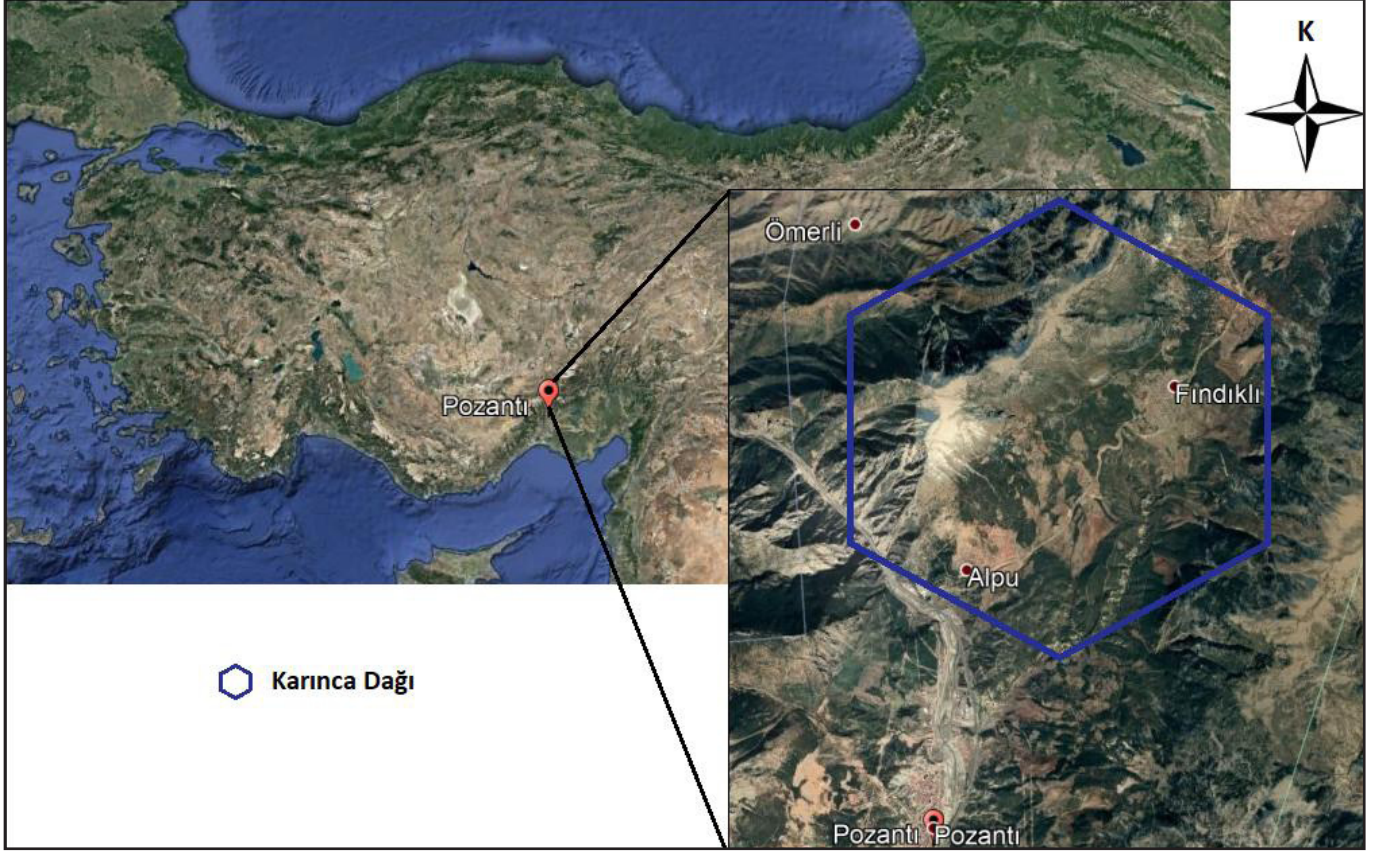 K
Ömerli
Fındıklı
Pozantı
Alpu
Karınca Dağı
Pozantı Pozantı